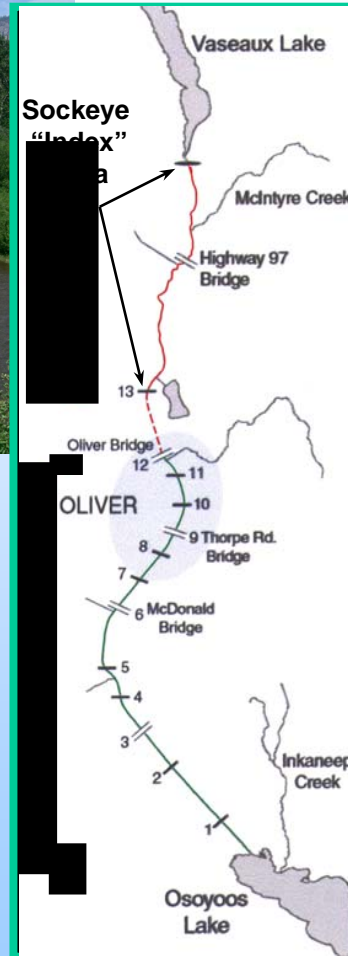 Vaseaux Lake
Sockeye
“Index”
McIntyre Creek
Highway 97
Bridge
13
Oliver Bridge
12
11
OLIVER
10
9 Thorpe Rd.
Bridge
8
7
6 McDonald
Bridge
5
4
3
Inkaneep
Creek
2
1
Osoyoos
Lake